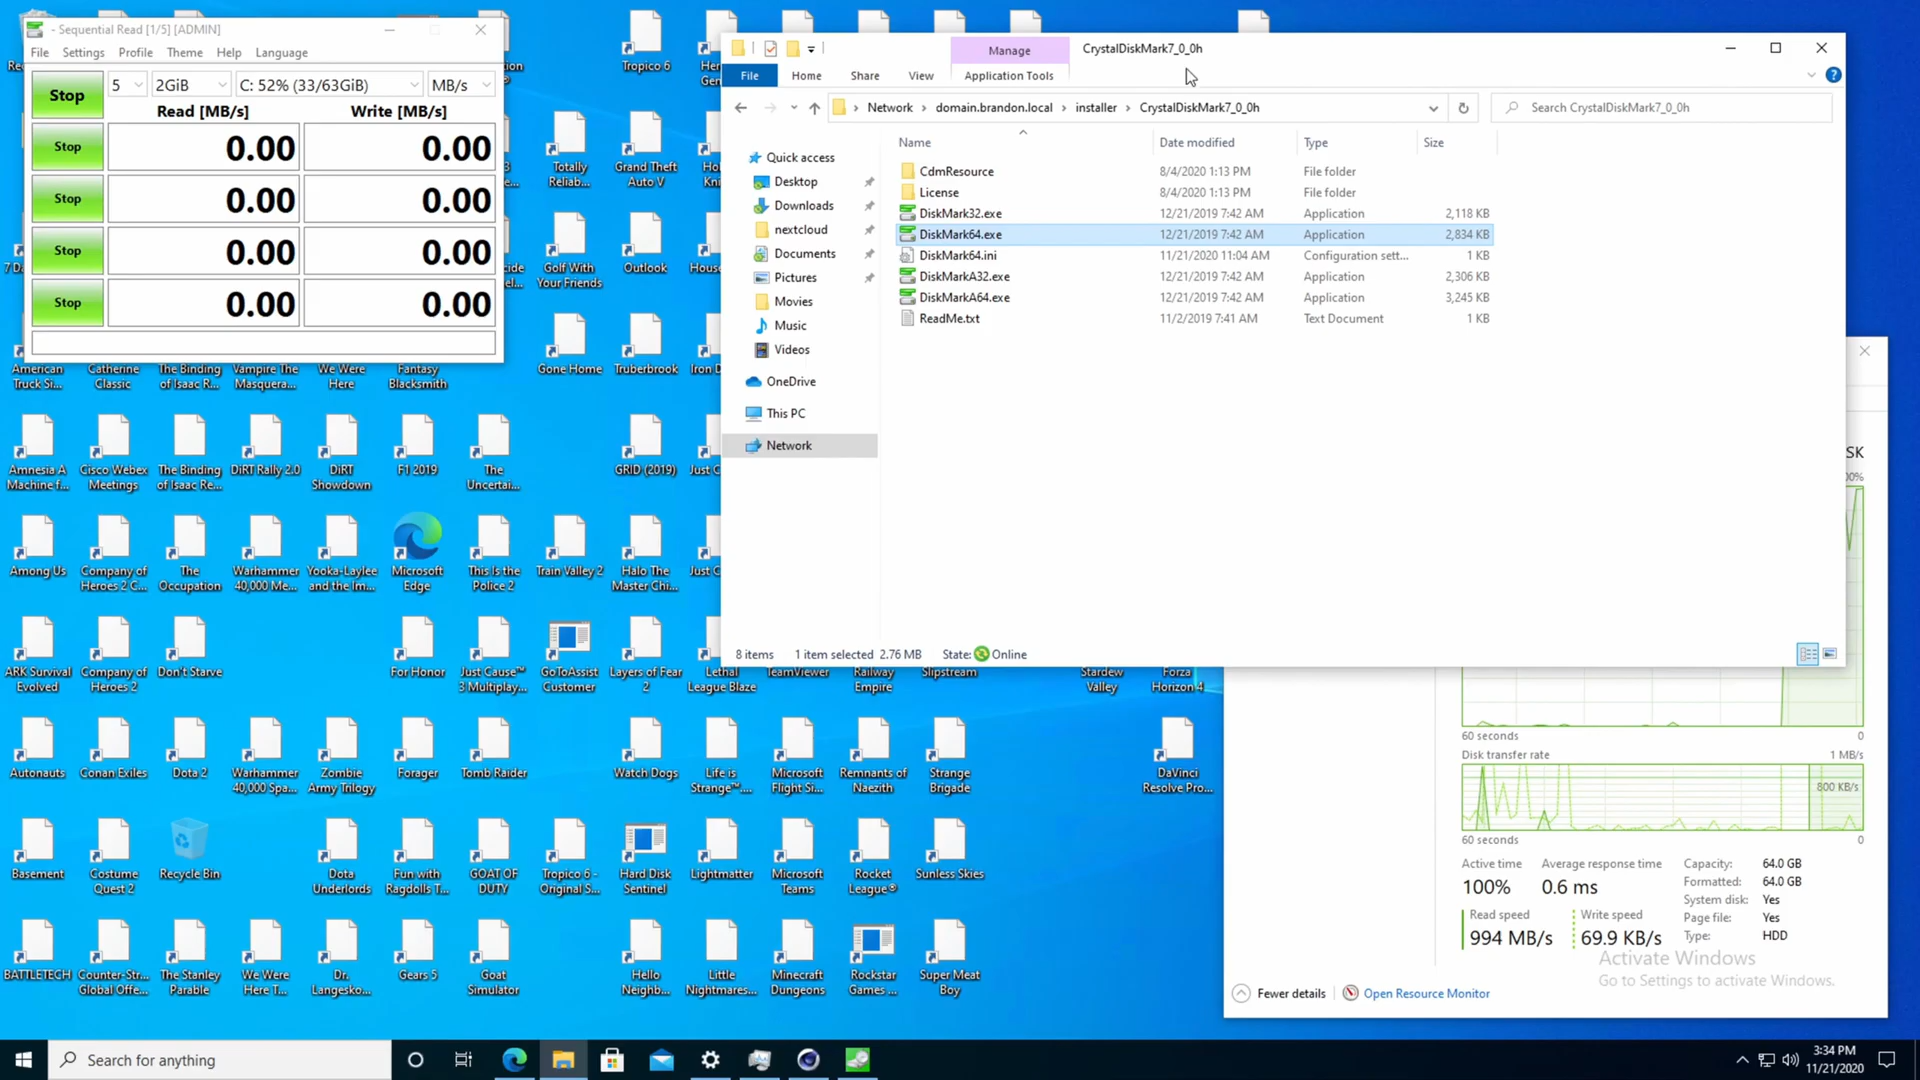 - Sequential Read [1/5] [ADMIN]
File Settings Profile Theme Help Language
Stop 5 2GiB C: 52% (33/63GiB) MB/s
Read [MB/s] Write [MB/s]
Stop 0.00 0.00
Stop 0.00 0.00
Stop 0.00 0.00
Stop 0.00 0.00
Manage CrystalDiskMark7_0_0h
File Home Share View Application Tools
Network domain.brandon.local installer CrystalDiskMark7_0_0h Search CrystalDiskMark7_0_0h
Name Date modified Type Size
Quick access
Desktop
Downloads
nextcloud
Documents
Pictures
Movies
Music
Videos
OneDrive
This PC
Network
CdmResource 8/4/2020 1:13 PM File folder
License 8/4/2020 1:13 PM File folder
DiskMark32.exe 12/21/2019 7:42 AM Application 2,118 KB
DiskMark64.exe 12/21/2019 7:42 AM Application 2,834 KB
DiskMark64.ini 11/21/2020 11:04 AM Configuration sett... 1 KB
DiskMarkA32.exe 12/21/2019 7:42 AM Application 2,306 KB
DiskMarkA64.exe 12/21/2019 7:42 AM Application 3,245 KB
ReadMe.txt 11/2/2019 7:41 AM Text Document 1 KB
8 items 1 item selected 2.76 MB State: Online
Tropico 6
Totally Reliab...
Grand Theft Auto V
Golf With Your Friends
Outlook
American Truck Si...
Catherine Classic
The Binding of Isaac R...
Vampire The Masquera...
We Were Here
Fantasy Blacksmith
Gone Home
Truberbrook
Amnesia A Machine f...
Cisco Webex Meetings
The Binding of Isaac Re...
DiRT Rally 2.0
DiRT Showdown
F1 2019
The Uncertai...
GRID (2019)
Among Us
Company of Heroes 2 C...
The Occupation
Warhammer 40,000 Me...
Yooka-Laylee and the Im...
Microsoft Edge
This Is the Police 2
Train Valley 2
Halo The Master Chi...
ARK Survival Evolved
Company of Heroes 2
Don't Starve
For Honor
Just Cause™ 3 Multiplay...
GoToAssist Customer
Layers of Fear 2
Lethal League Blaze
TeamViewer
Railway Empire
Slipstream
Stardew Valley
Forza Horizon 4
Autonauts
Conan Exiles
Dota 2
Warhammer 40,000 Spa...
Zombie Army Trilogy
Forager
Tomb Raider
Watch Dogs
Life is Strange™....
Microsoft Flight Si...
Remnants of Naezith
Strange Brigade
DaVinci Resolve Pro...
Basement
Costume Quest 2
Recycle Bin
Dota Underlords
Fun with Ragdolls T...
GOAT OF DUTY
Tropico 6 - Original S...
Hard Disk Sentinel
Lightmatter
Microsoft Teams
Rocket League®
Sunless Skies
BATTLETECH
Counter-Str... Global Offe...
The Stanley Parable
We Were Here T...
Dr. Langesko...
Gears 5
Goat Simulator
Hello Neighb...
Little Nightmares...
Minecraft Dungeons
Rockstar Games ...
Super Meat Boy
60 seconds 0
Disk transfer rate 1 MB/s
800 KB/s
60 seconds 0
Active time Average response time
100% 0.6 ms
Read speed Write speed
994 MB/s 69.9 KB/s
Capacity: 64.0 GB
Formatted: 64.0 GB
System disk: Yes
Page file: Yes
Type: HDD
Activate Windows
Go to Settings to activate Windows.
Fewer details Open Resource Monitor
Search for anything
3:34 PM
11/21/2020